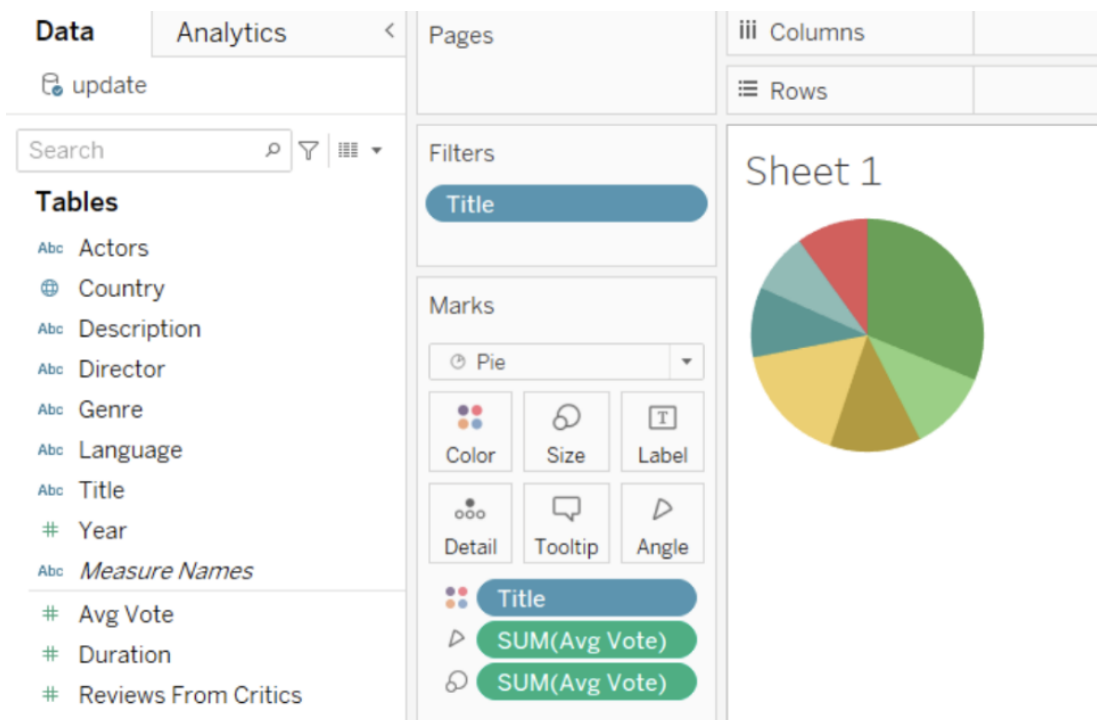 Data
Analytics
update
Search
Tables
Abc Actors
Country
Abc Description
Abc Director
Abc Genre
Abc Language
Abc Title
# Year
Abc Measure Names
# Avg Vote
# Duration
# Reviews From Critics
Pages
Filters
Title
Marks
Pie
Color Size Label
Detail Tooltip Angle
Title
SUM(Avg Vote)
SUM(Avg Vote)
Columns
Rows
Sheet 1